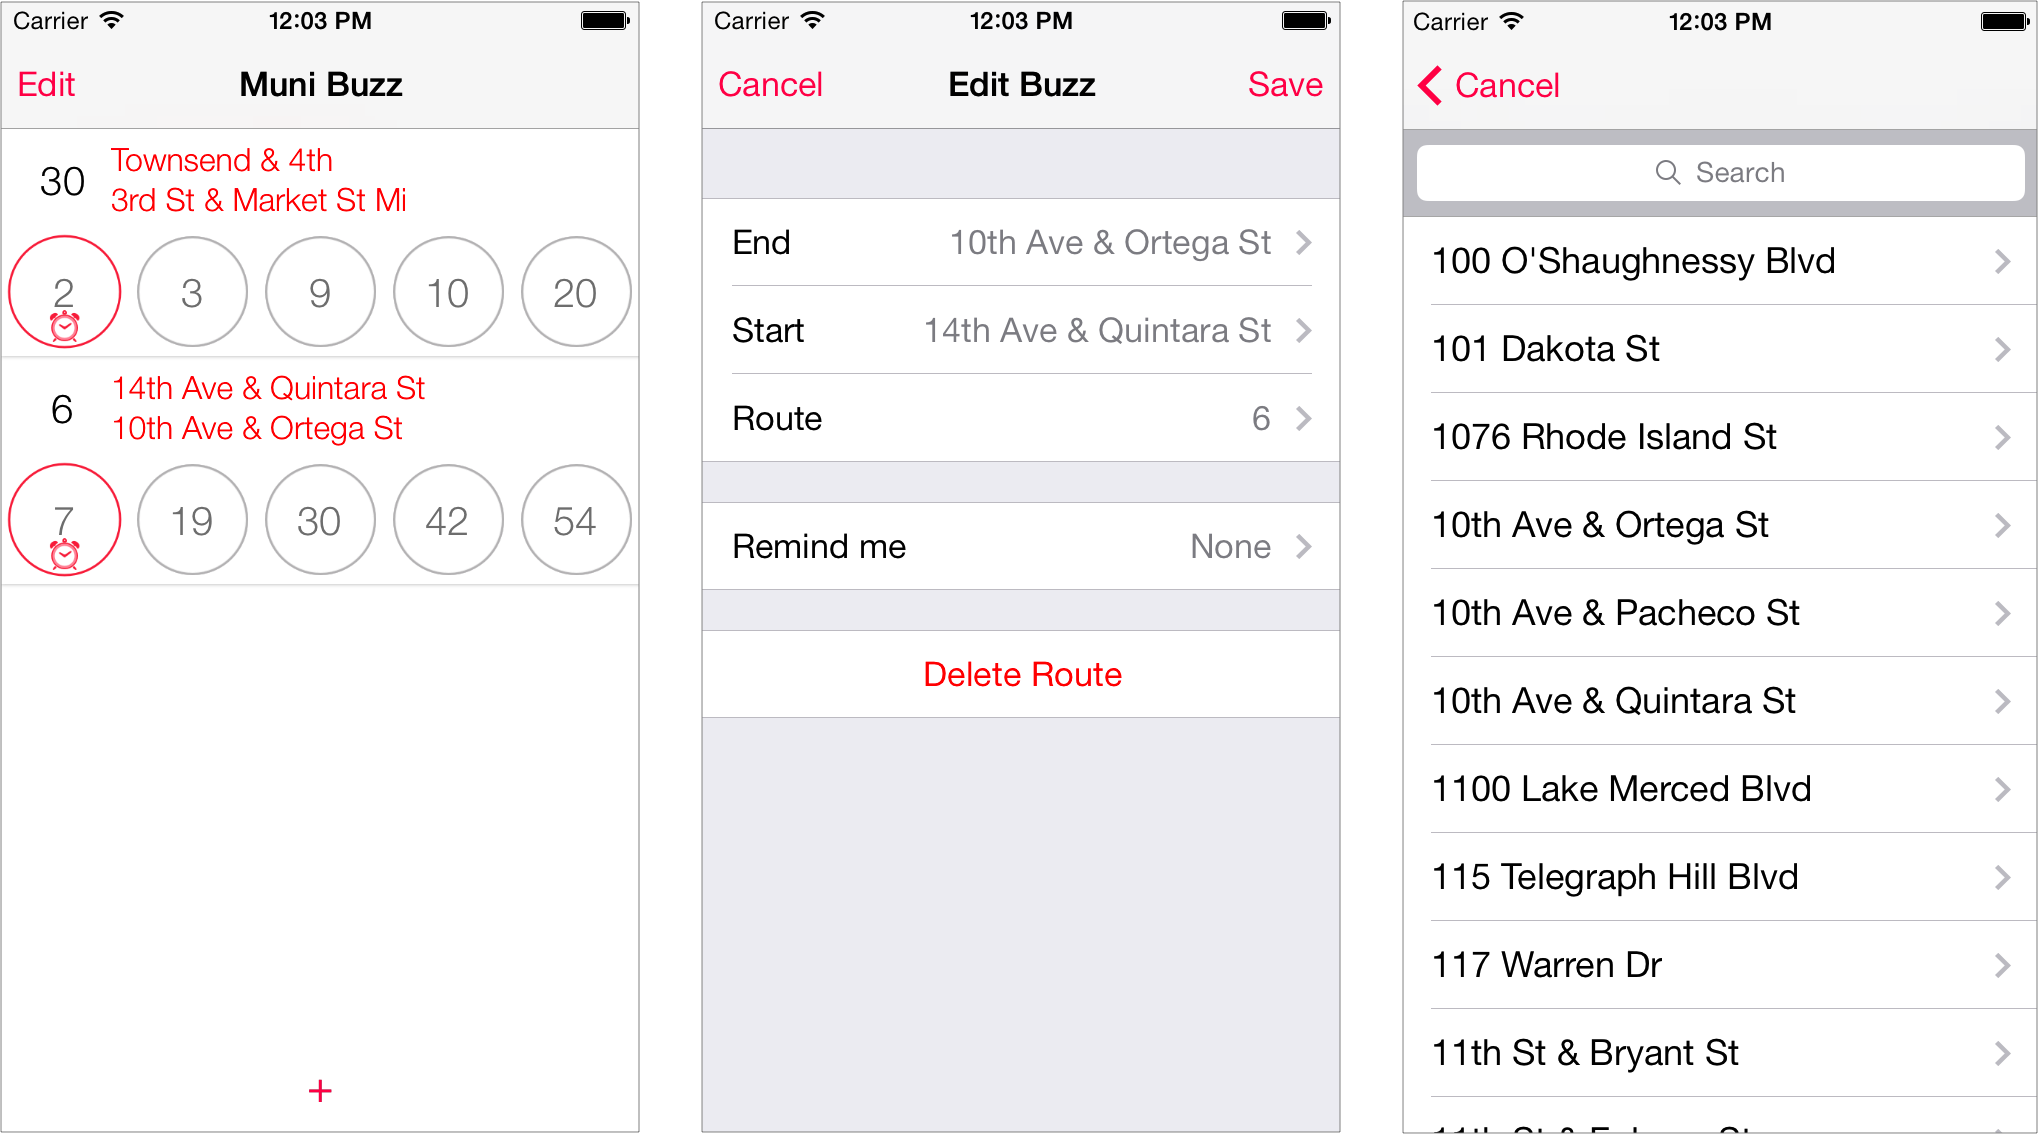 Carrier 12:03 PM
Edit Muni Buzz
30 Townsend & 4th
3rd St & Market St Mi
2 3 9 10 20
6 14th Ave & Quintara St
10th Ave & Ortega St
7 19 30 42 54
+
Carrier 12:03 PM
Cancel Edit Buzz Save
End 10th Ave & Ortega St
Start 14th Ave & Quintara St
Route 6
Remind me None
Delete Route
Carrier 12:03 PM
Cancel
Search
100 O'Shaughnessy Blvd
101 Dakota St
1076 Rhode Island St
10th Ave & Ortega St
10th Ave & Pacheco St
10th Ave & Quintara St
1100 Lake Merced Blvd
115 Telegraph Hill Blvd
117 Warren Dr
11th St & Bryant St
11th St &